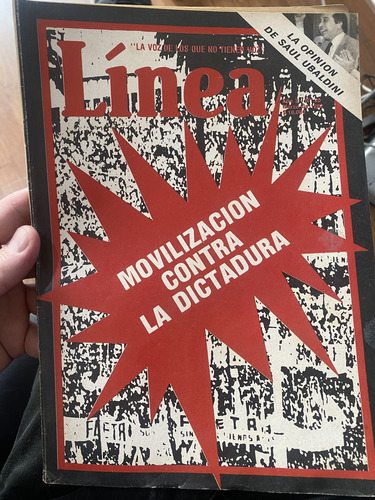 "LA VOZ DE LOS QUE NO TIENEN VOZ"
Línea
LA OPINION
DE SAUL UBALDINI
MOVILIZACION
CONTRA
LA DICTADURA